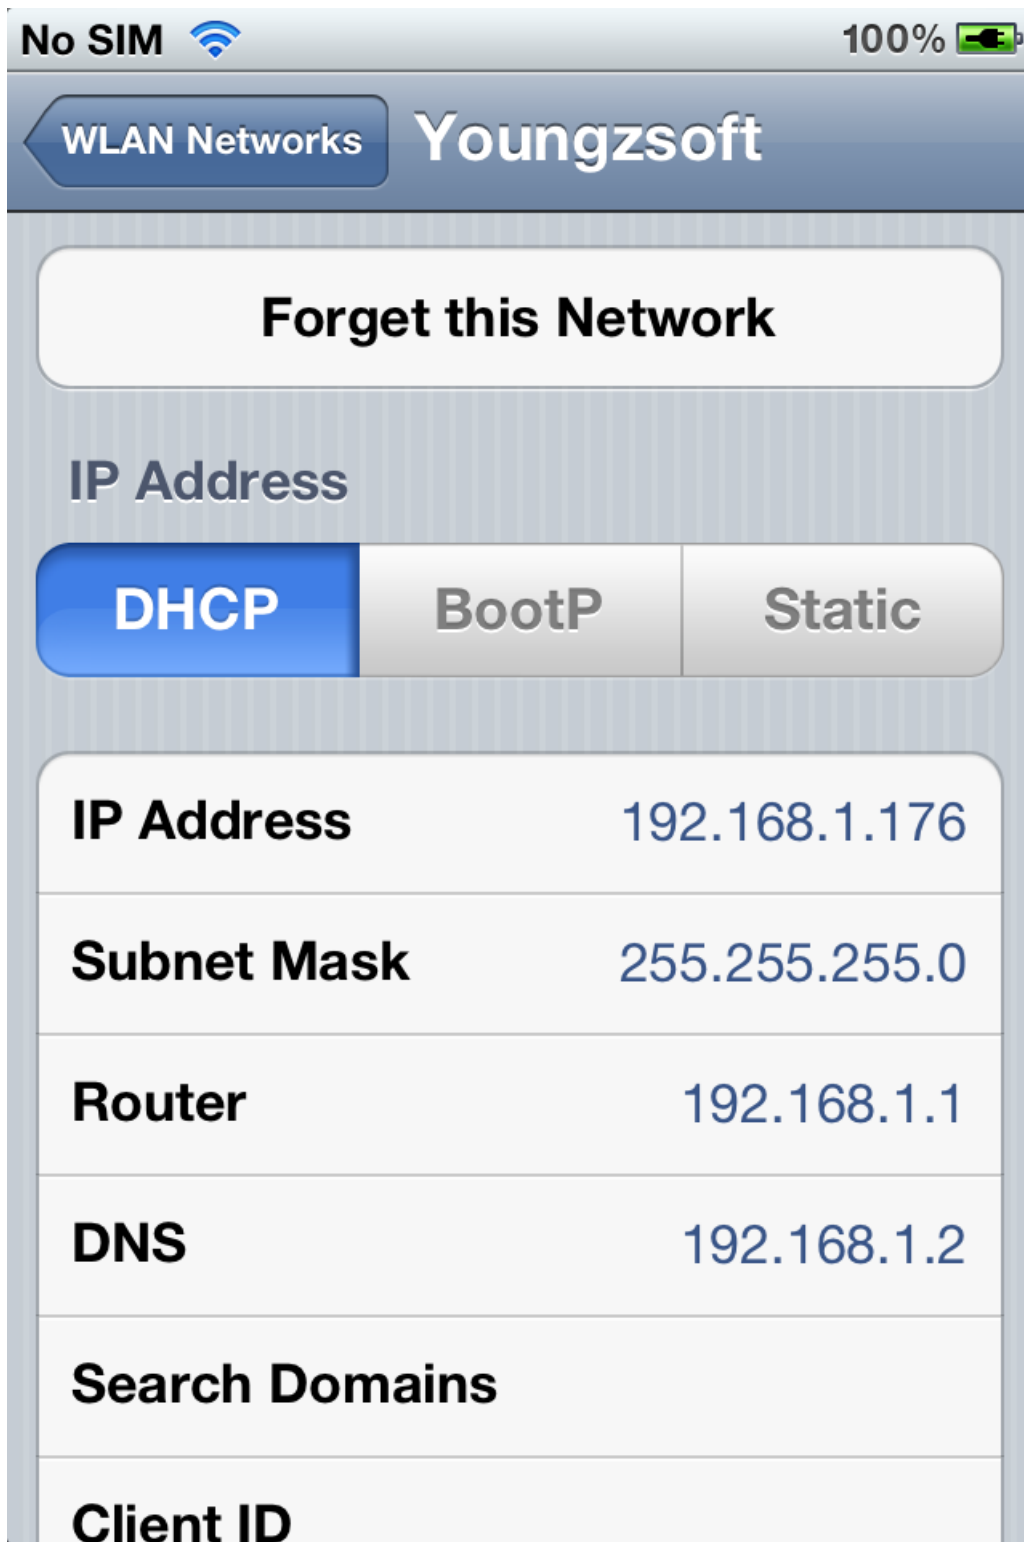 No SIM 100%
WLAN Networks Youngzsoft
Forget this Network
IP Address
DHCP BootP Static
IP Address 192.168.1.176
Subnet Mask 255.255.255.0
Router 192.168.1.1
DNS 192.168.1.2
Search Domains
Client ID